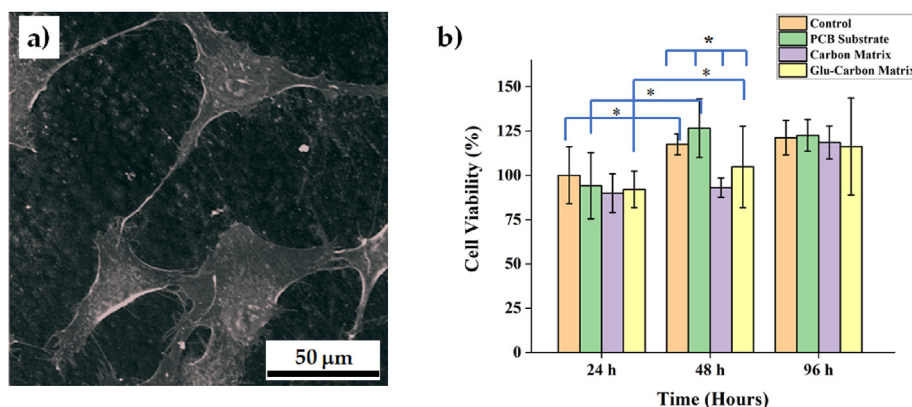 a)
50 µm
b)
Control
PCB Substrate
Carbon Matrix
Glu-Carbon Matrix
*
*
*
*
150
125
100
75
50
25
0
Cell Viability (%)
24 h 48 h 96 h
Time (Hours)